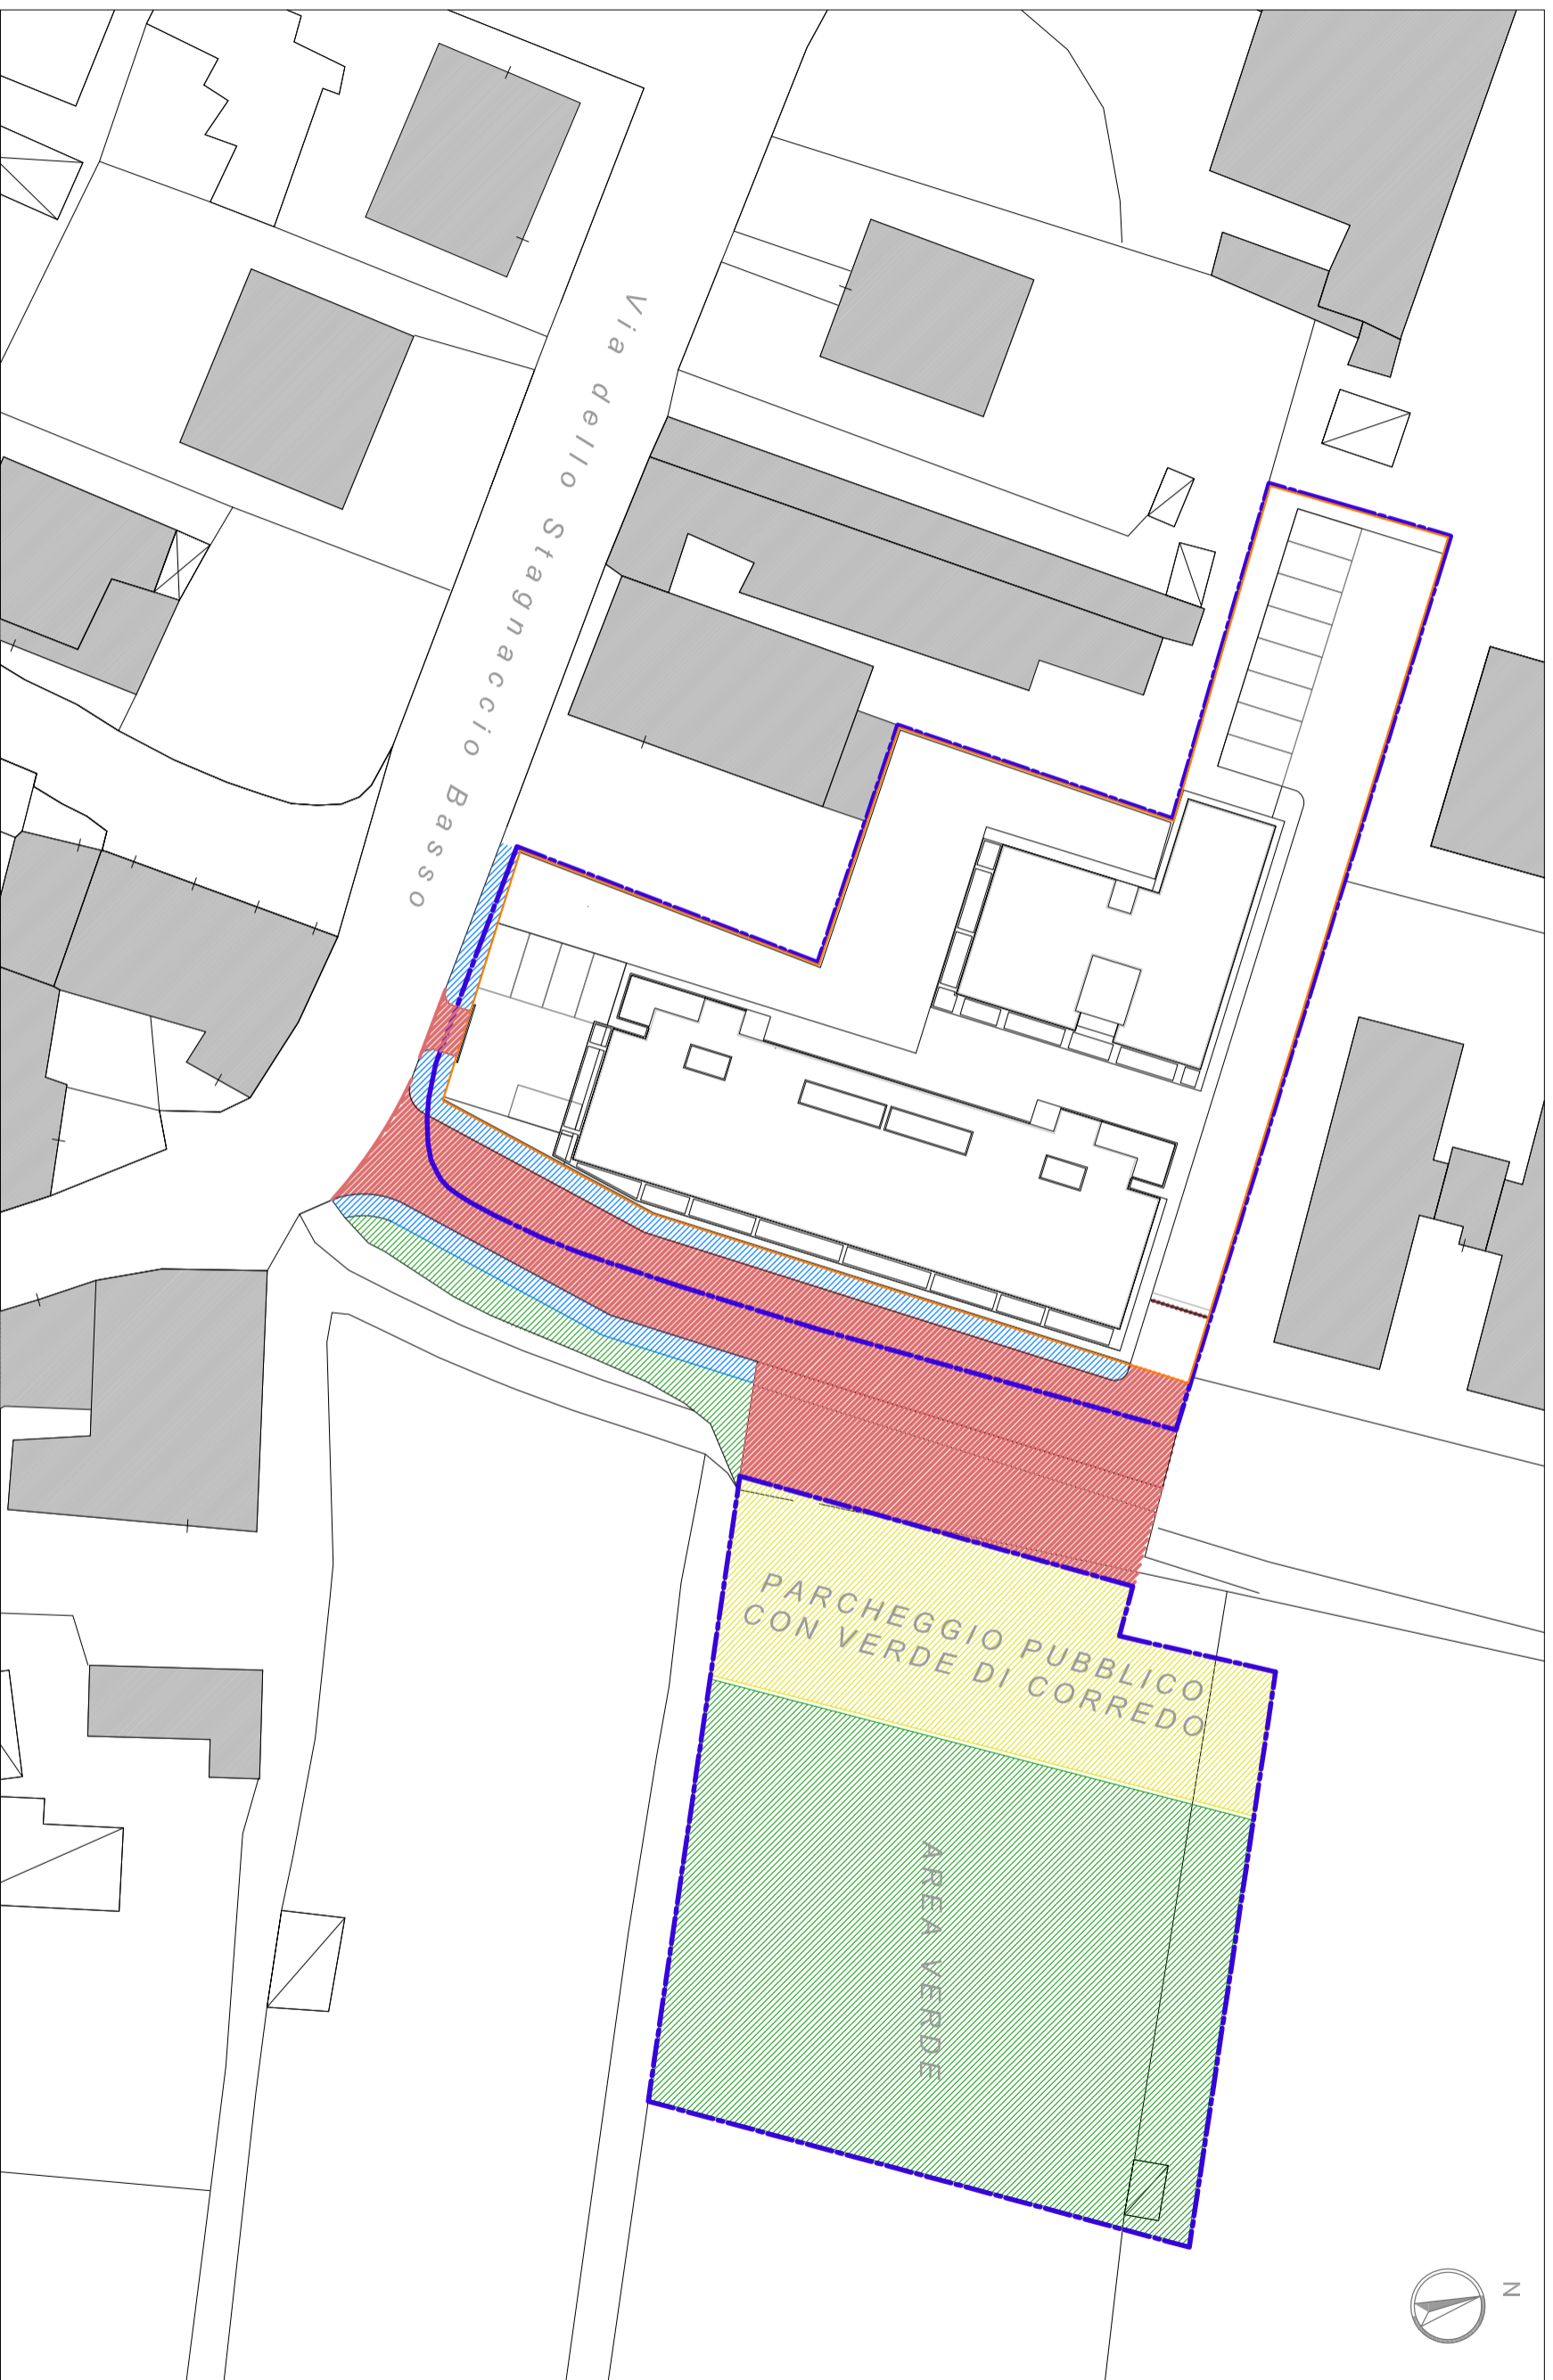 Via dello Stagnaccio Basso
PARCHEGGIO PUBBLICO
CON VERDE DI CORREDO
AREA VERDE
N